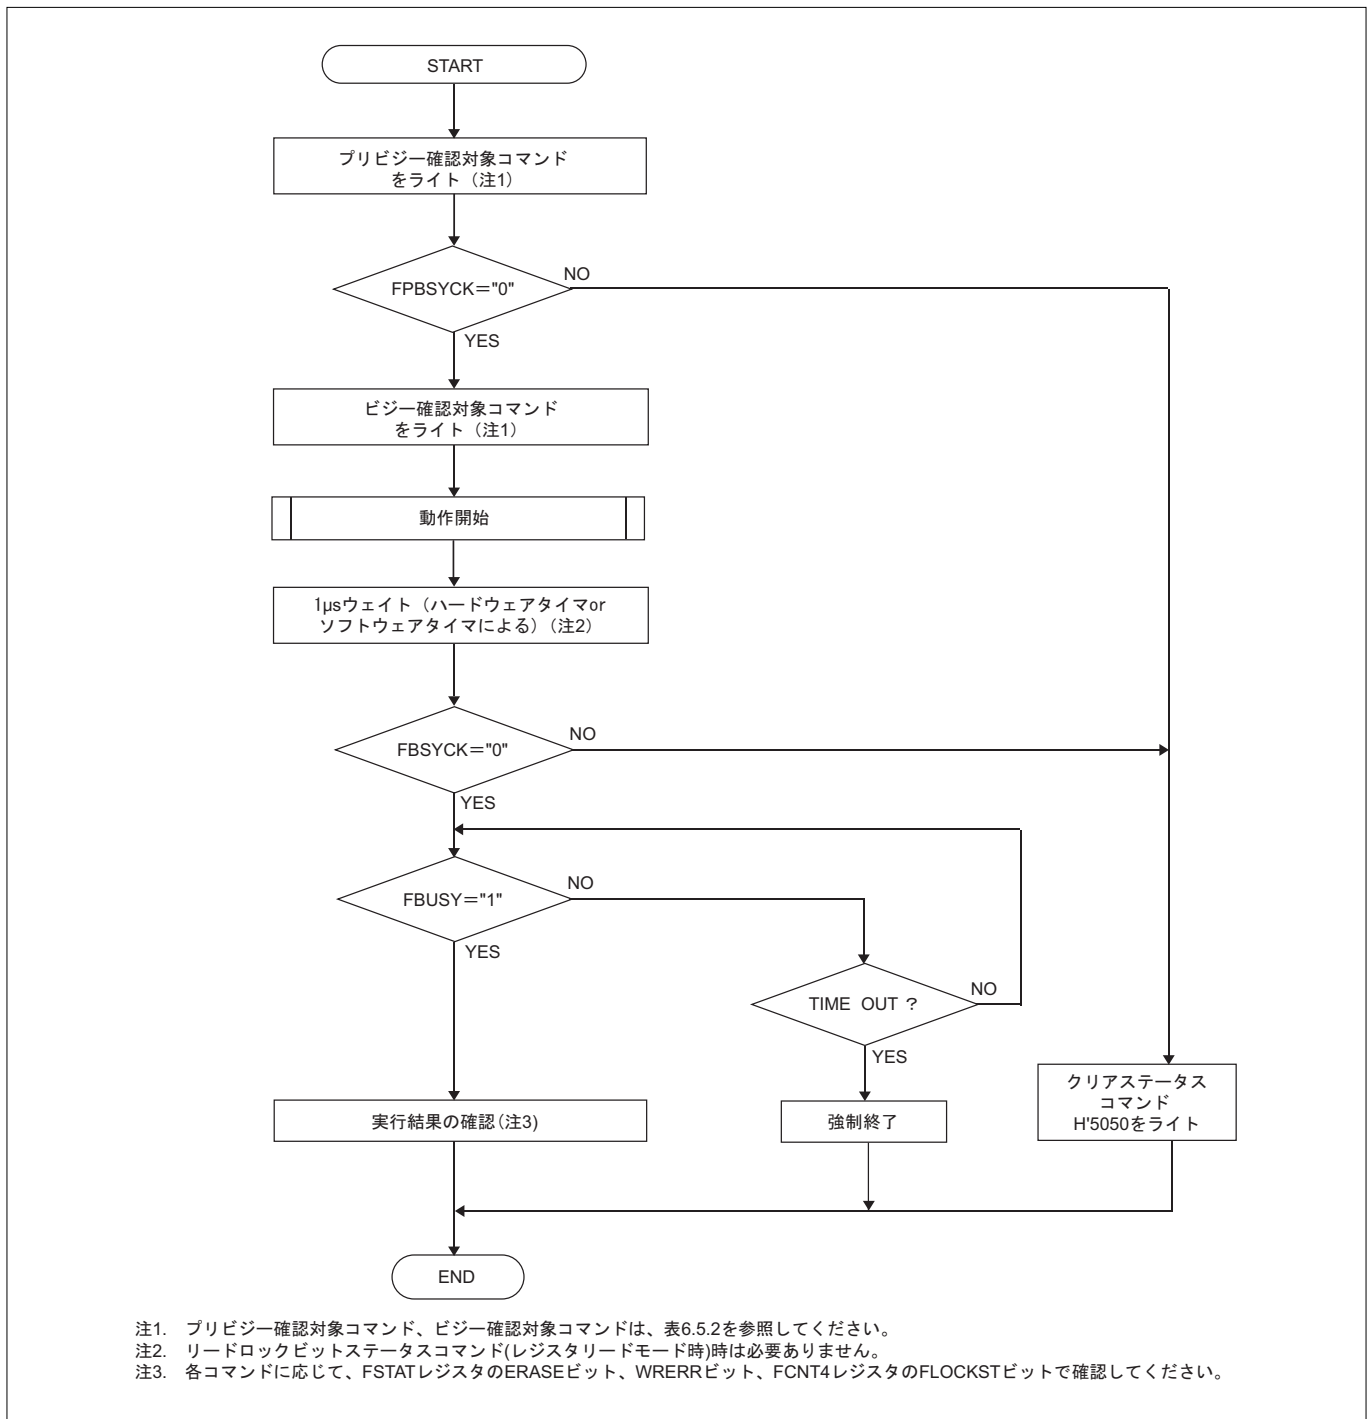 START
プリビジー確認対象コマンド
をライト（注1）
FPBSYCK＝"0"
NO
YES
ビジー確認対象コマンド
をライト（注1）
動作開始
1μsウェイト（ハードウェアタイマor
ソフトウェアタイマによる）（注2）
FBSYCK＝"0"
NO
YES
FBUSY＝"1"
NO
YES
TIME OUT ?
NO
YES
クリアステータス
コマンド
H'5050をライト
実行結果の確認(注3)
強制終了
END
注1. プリビジー確認対象コマンド、ビジー確認対象コマンドは、表6.5.2を参照してください。
注2. リードロックビットステータスコマンド(レジスタリードモード時)時は必要ありません。
注3. 各コマンドに応じて、FSTATレジスタのERASEビット、WRERRビット、FCNT4レジスタのFLOCKSTビットで確認してください。